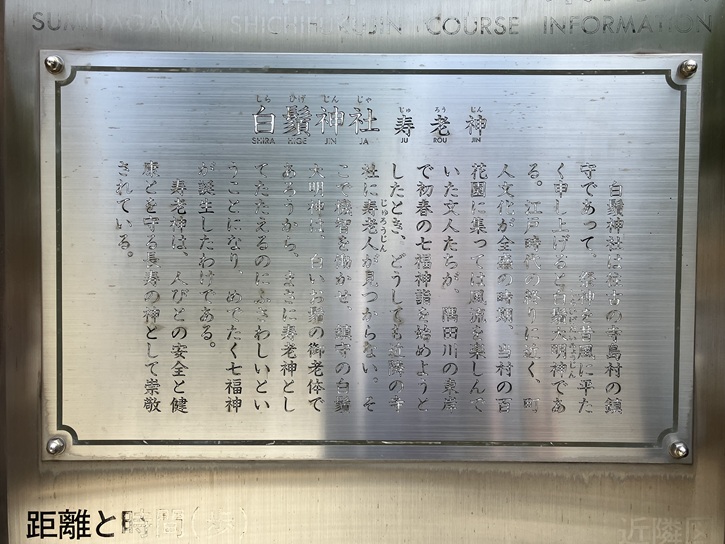 SUMIDAGAWA SHICHIFUKUJIN COURSE INFORMATION
しら ひげ じん じゃ じゅ ろう じん
白鬚神社 寿老神
SHIRA HIGE JIN JA JU ROU JIN
白鬚神社は往古の寺島村の鎮
守であって、祭神を昔風に平た
く申し上げると白鬚大明神であ
る。江戸時代の終りに近く、町
人文化が全盛の時期、当村の百
花園に集っては風流を楽しんで
いた文人たちが、隅田川の東岸
で初春の七福神詣を始めようと
したとき、どうしても近隣の寺
社に寿老人が見つからない。そ
じゅろうじん
こで機智を働かせ、鎮守の白鬚
大明神は、白いお鬚の御老体で
あろうから、まさに寿老神とし
てたたえるのにふさわしいとい
うことになり、めでたく七福神
が誕生したわけである。
寿老神は、人びとの安全と健
康とを守る長寿の神として崇敬
されている。
距離と時間(歩)
近隣